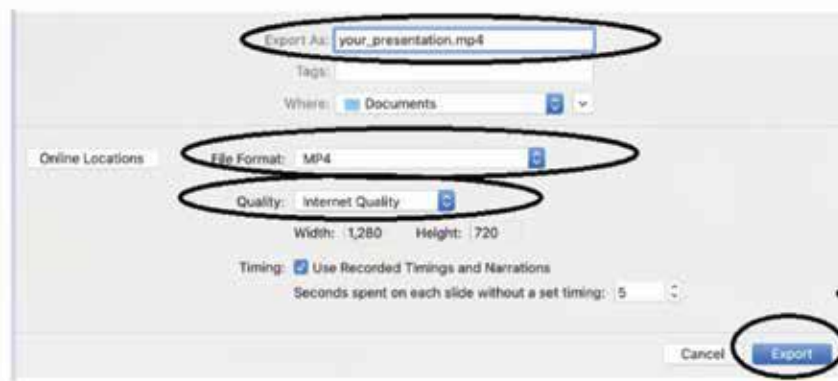 Export As: your_presentation.mp4
Tags:
Where: Documents
Online Locations
File Format: MP4
Quality: Internet Quality
Width: 1,280 Height: 720
Timing: Use Recorded Timings and Narrations
Seconds spent on each slide without a set timing: 5
Cancel Export